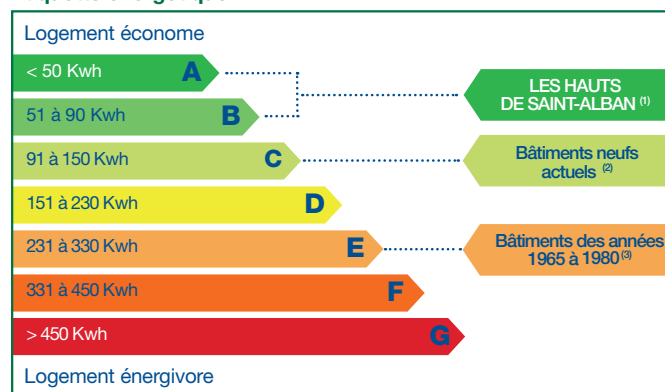 Logement économe
< 50 Kwh A
LES HAUTS
DE SAINT-ALBAN (1)
51 à 90 Kwh B
91 à 150 Kwh C
Bâtiments neufs
actuels (2)
151 à 230 Kwh D
231 à 330 Kwh E
Bâtiments des années
1965 à 1980(3)
331 à 450 Kwh F
> 450 Kwh G
Logement énergivore